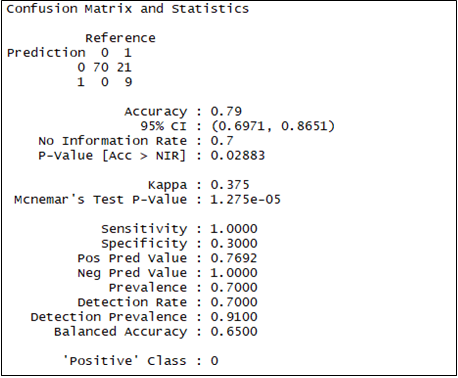 Confusion Matrix and Statistics
Reference
Prediction 0 1
0 70 21
1 0 9
Accuracy : 0.79
95% CI : (0.6971, 0.8651)
No Information Rate : 0.7
P-Value [Acc > NIR] : 0.02883
Kappa : 0.375
Mcnemar's Test P-Value : 1.275e-05
Sensitivity : 1.0000
Specificity : 0.3000
Pos Pred Value : 0.7692
Neg Pred Value : 1.0000
Prevalence : 0.7000
Detection Rate : 0.7000
Detection Prevalence : 0.9100
Balanced Accuracy : 0.6500
'Positive' Class : 0